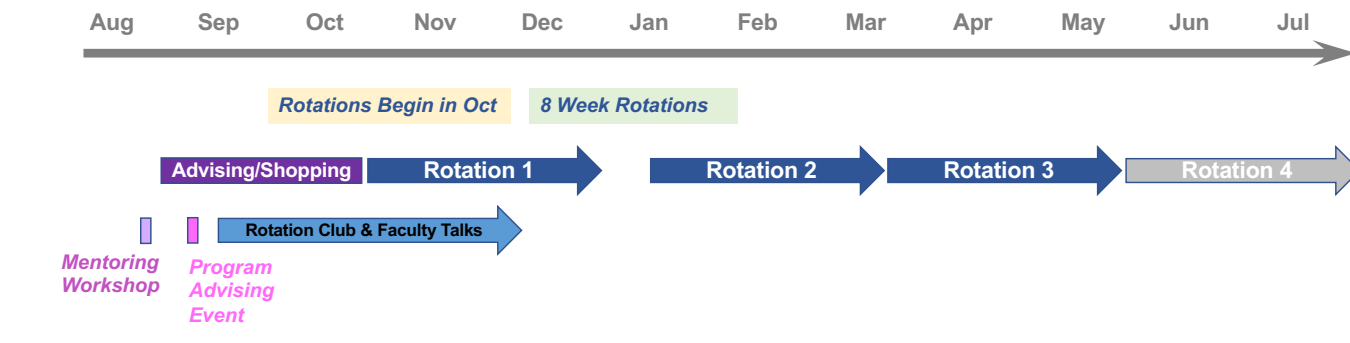 Aug Sep Oct Nov Dec Jan Feb Mar Apr May Jun Jul
Rotations Begin in Oct
8 Week Rotations
Advising/Shopping
Rotation 1
Rotation 2
Rotation 3
Rotation 4
Rotation Club & Faculty Talks
Mentoring
Workshop
Program
Advising
Event